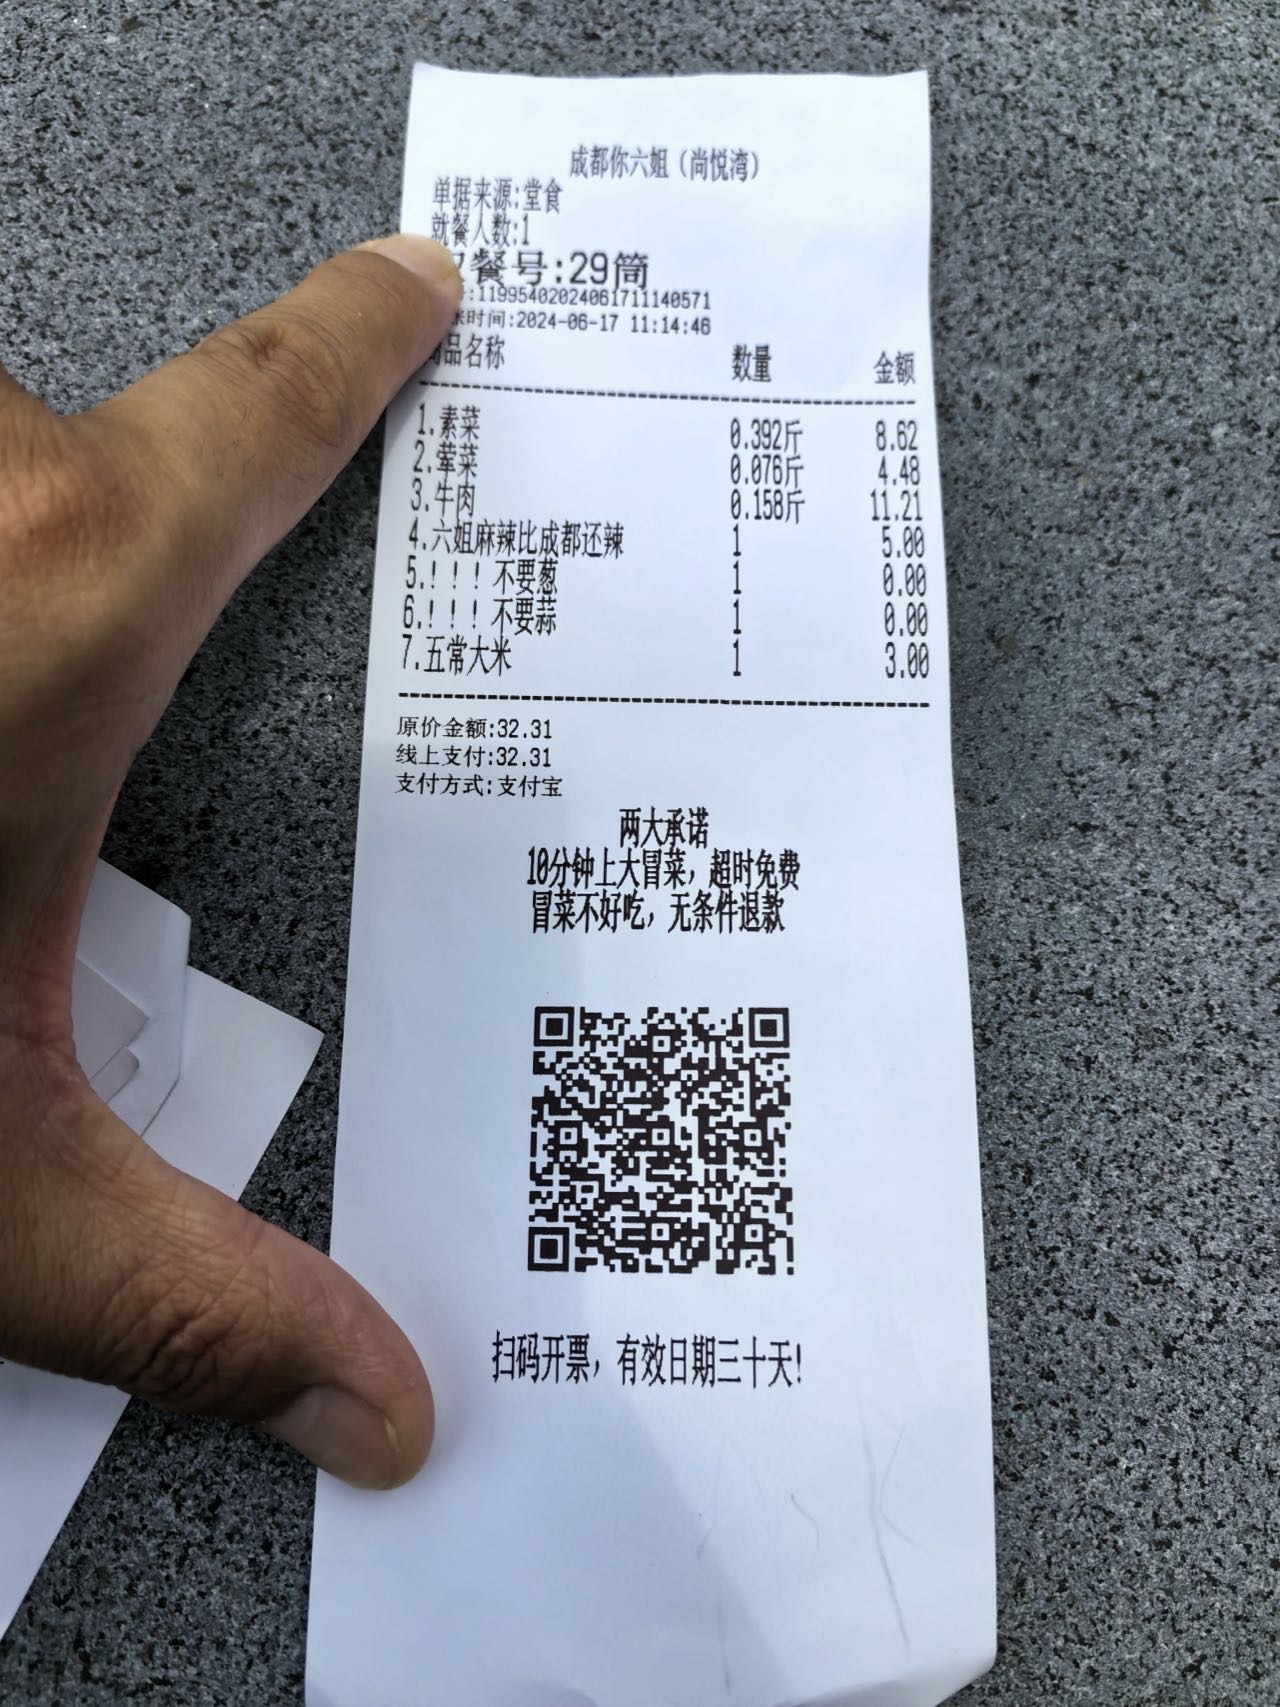 成都你六姐（尚悦湾）
单据来源:堂食
就餐人数:1
餐号:29筒
:11995402024061711140571
时间:2024-06-17 11:14:46
品名称 数量 金额
1.素菜 0.392斤 8.62
2.荤菜 0.076斤 4.48
3.牛肉 0.158斤 11.21
4.六姐麻辣比成都还辣 1 5.00
5.！！！不要葱 1 0.00
6.！！！不要蒜 1 0.00
7.五常大米 1 3.00
原价金额:32.31
线上支付:32.31
支付方式:支付宝
两大承诺
10分钟上大冒菜，超时免费
冒菜不好吃，无条件退款
扫码开票，有效日期三十天!